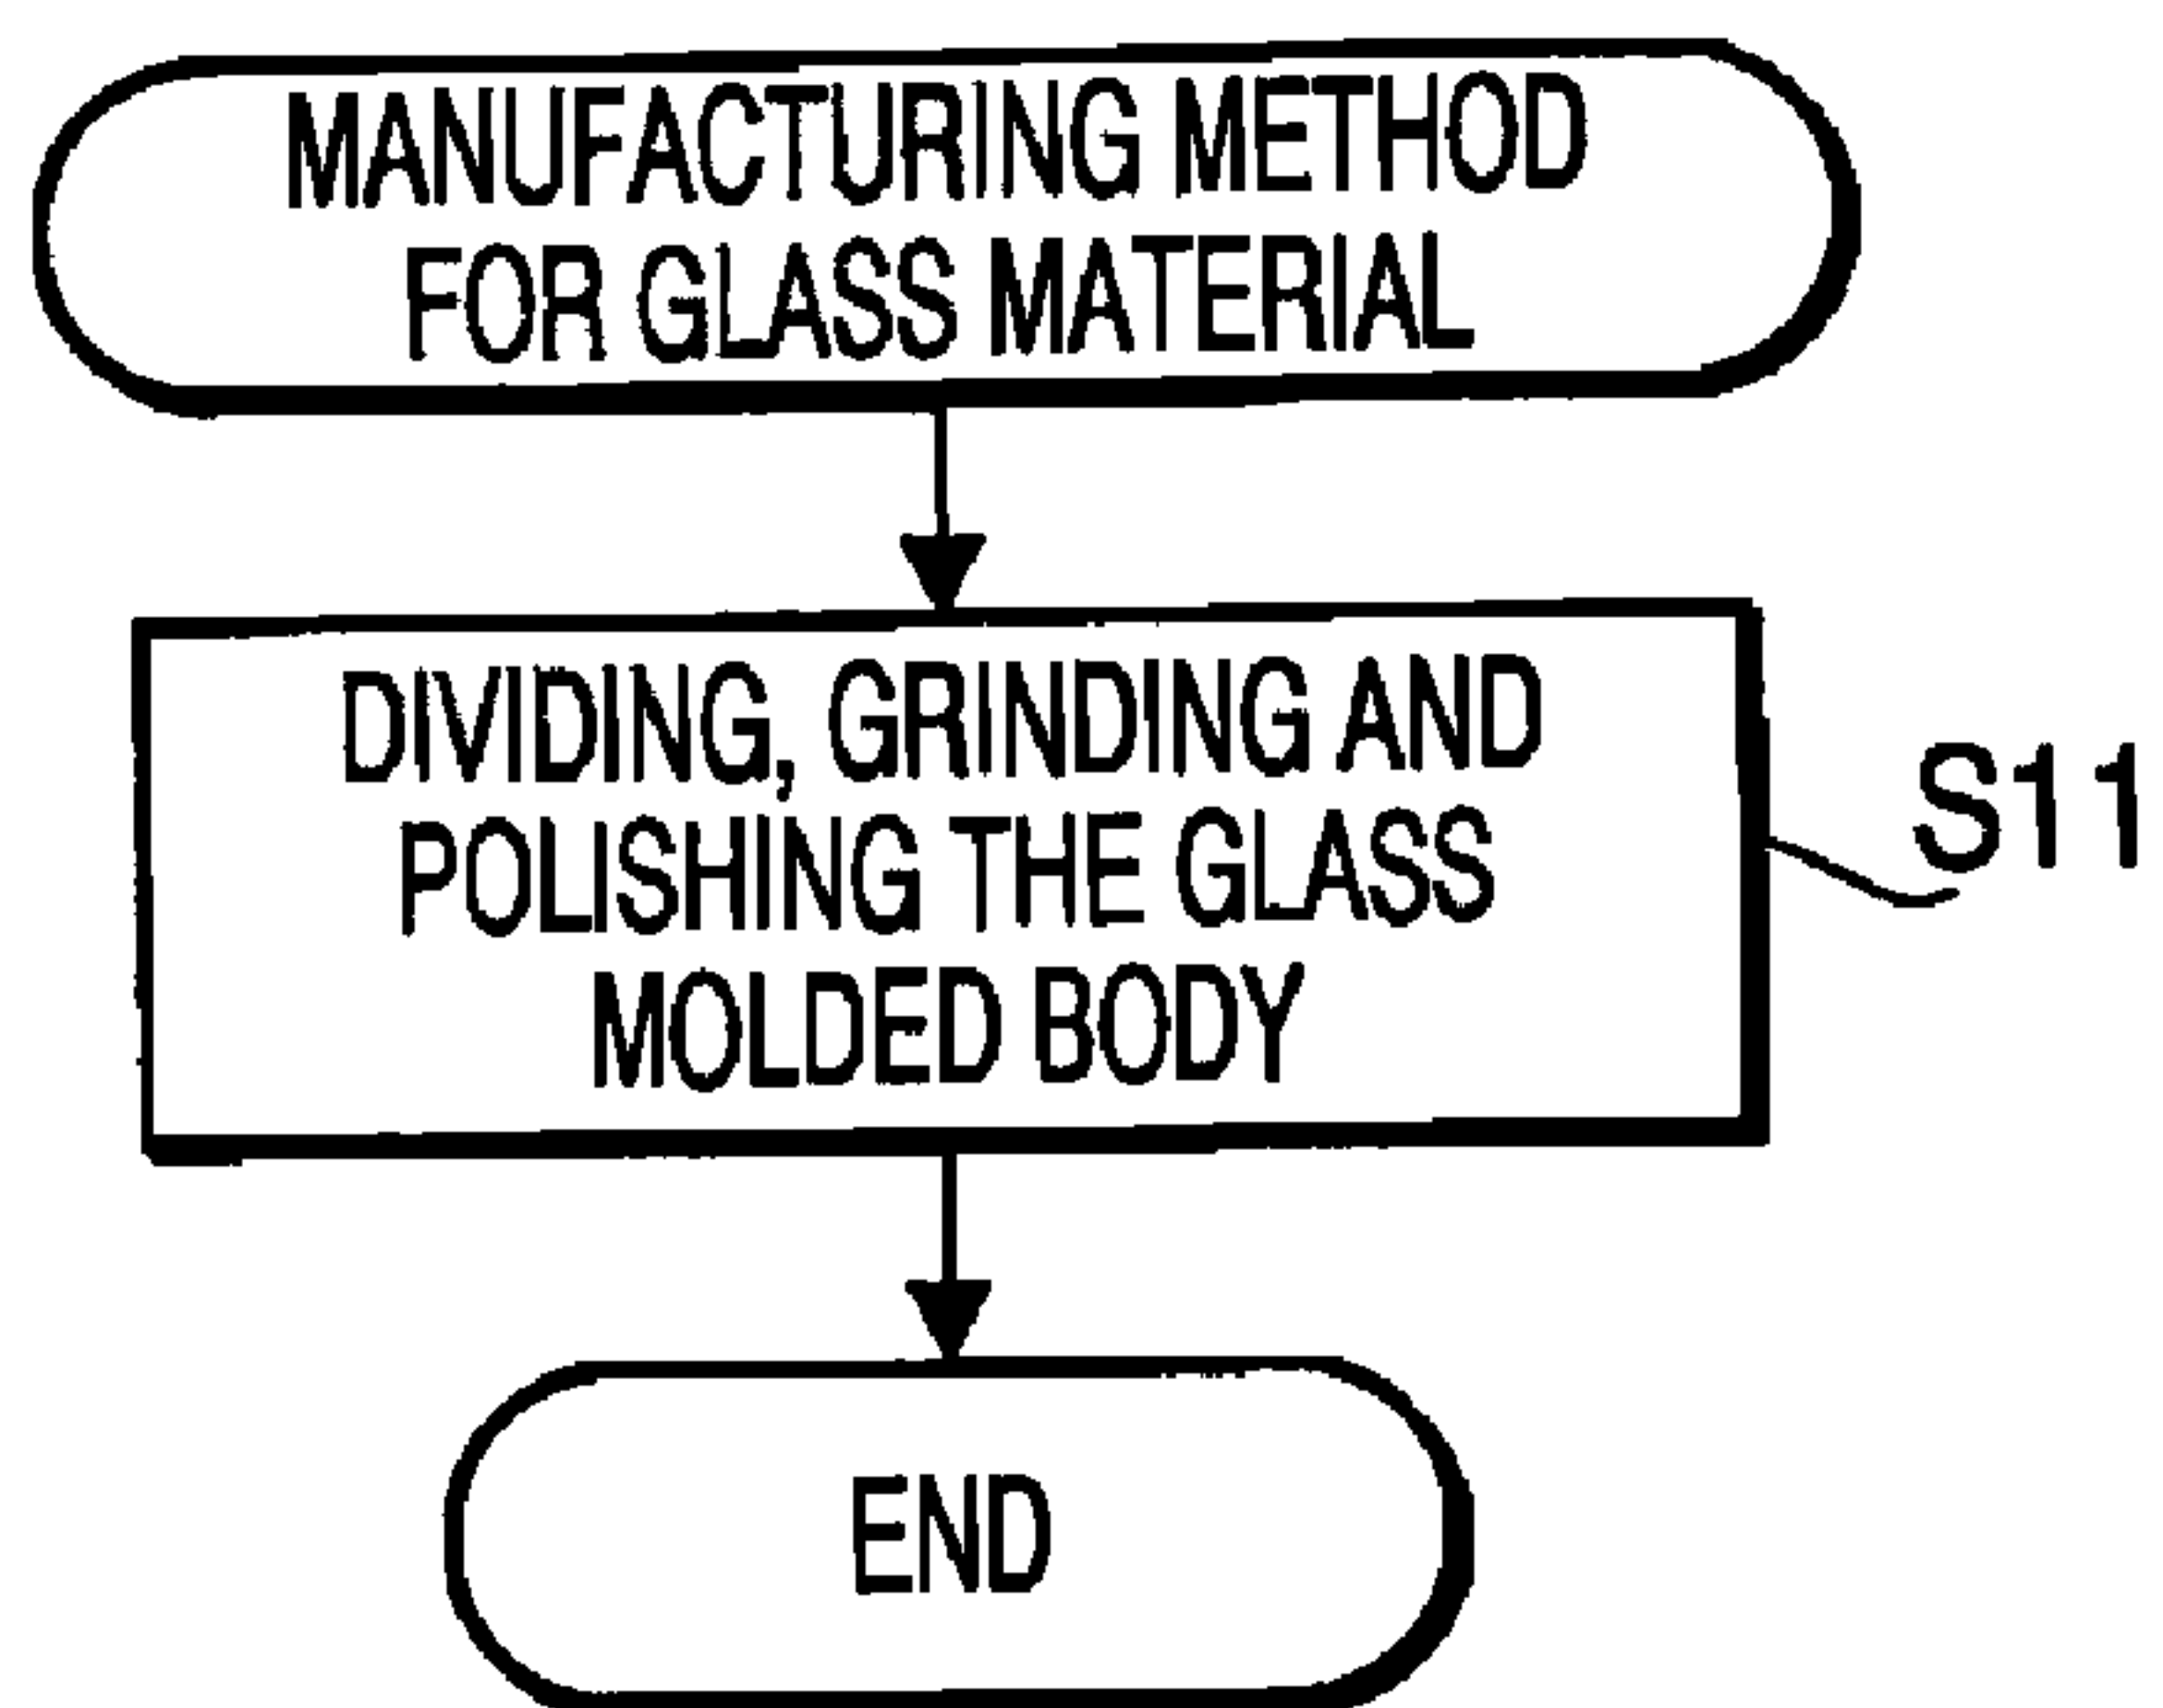 MANUFACTURING METHOD
FOR GLASS MATERIAL
DIVIDING, GRINDING AND
POLISHING THE GLASS
MOLDED BODY
S11
END